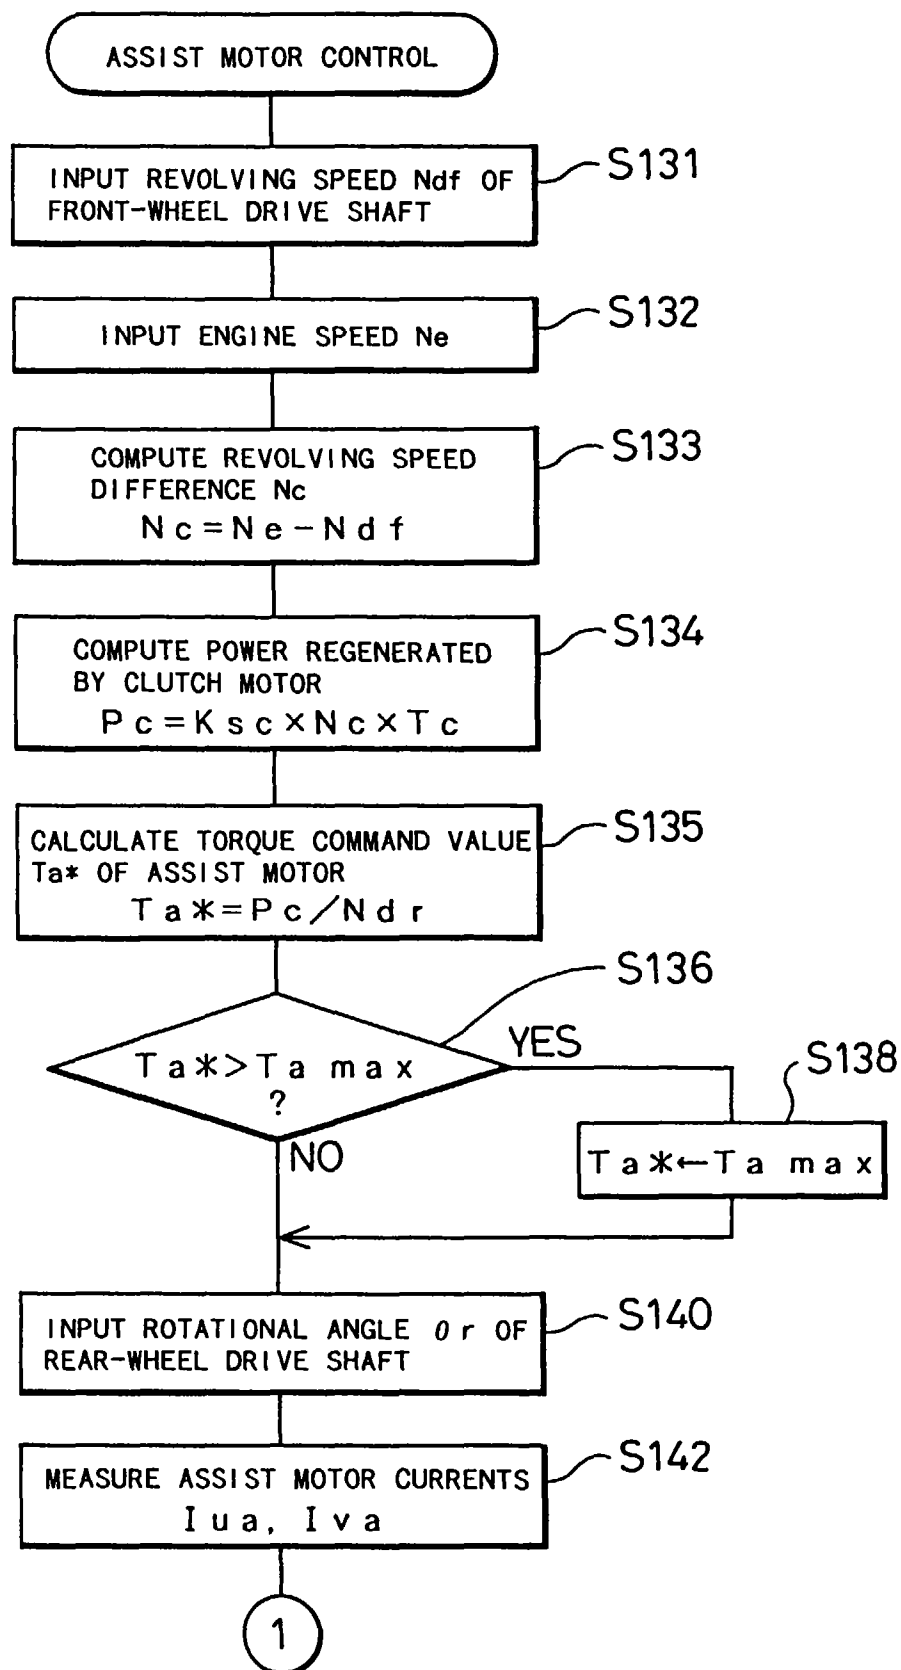 ASSIST MOTOR CONTROL
S131
INPUT REVOLVING SPEED Ndf OF
FRONT-WHEEL DRIVE SHAFT
S132
INPUT ENGINE SPEED Ne
S133
COMPUTE REVOLVING SPEED
DIFFERENCE Nc
Nc=Ne-Ndf
S134
COMPUTE POWER REGENERATED
BY CLUTCH MOTOR
Pc=Ksc×Nc×Tc
S135
CALCULATE TORQUE COMMAND VALUE
Ta* OF ASSIST MOTOR
Ta*=Pc/Ndr
S136
Ta*>Ta max
?
YES
NO
S138
Ta*←Ta max
S140
INPUT ROTATIONAL ANGLE θr OF
REAR-WHEEL DRIVE SHAFT
S142
MEASURE ASSIST MOTOR CURRENTS
Iua, Iva
1